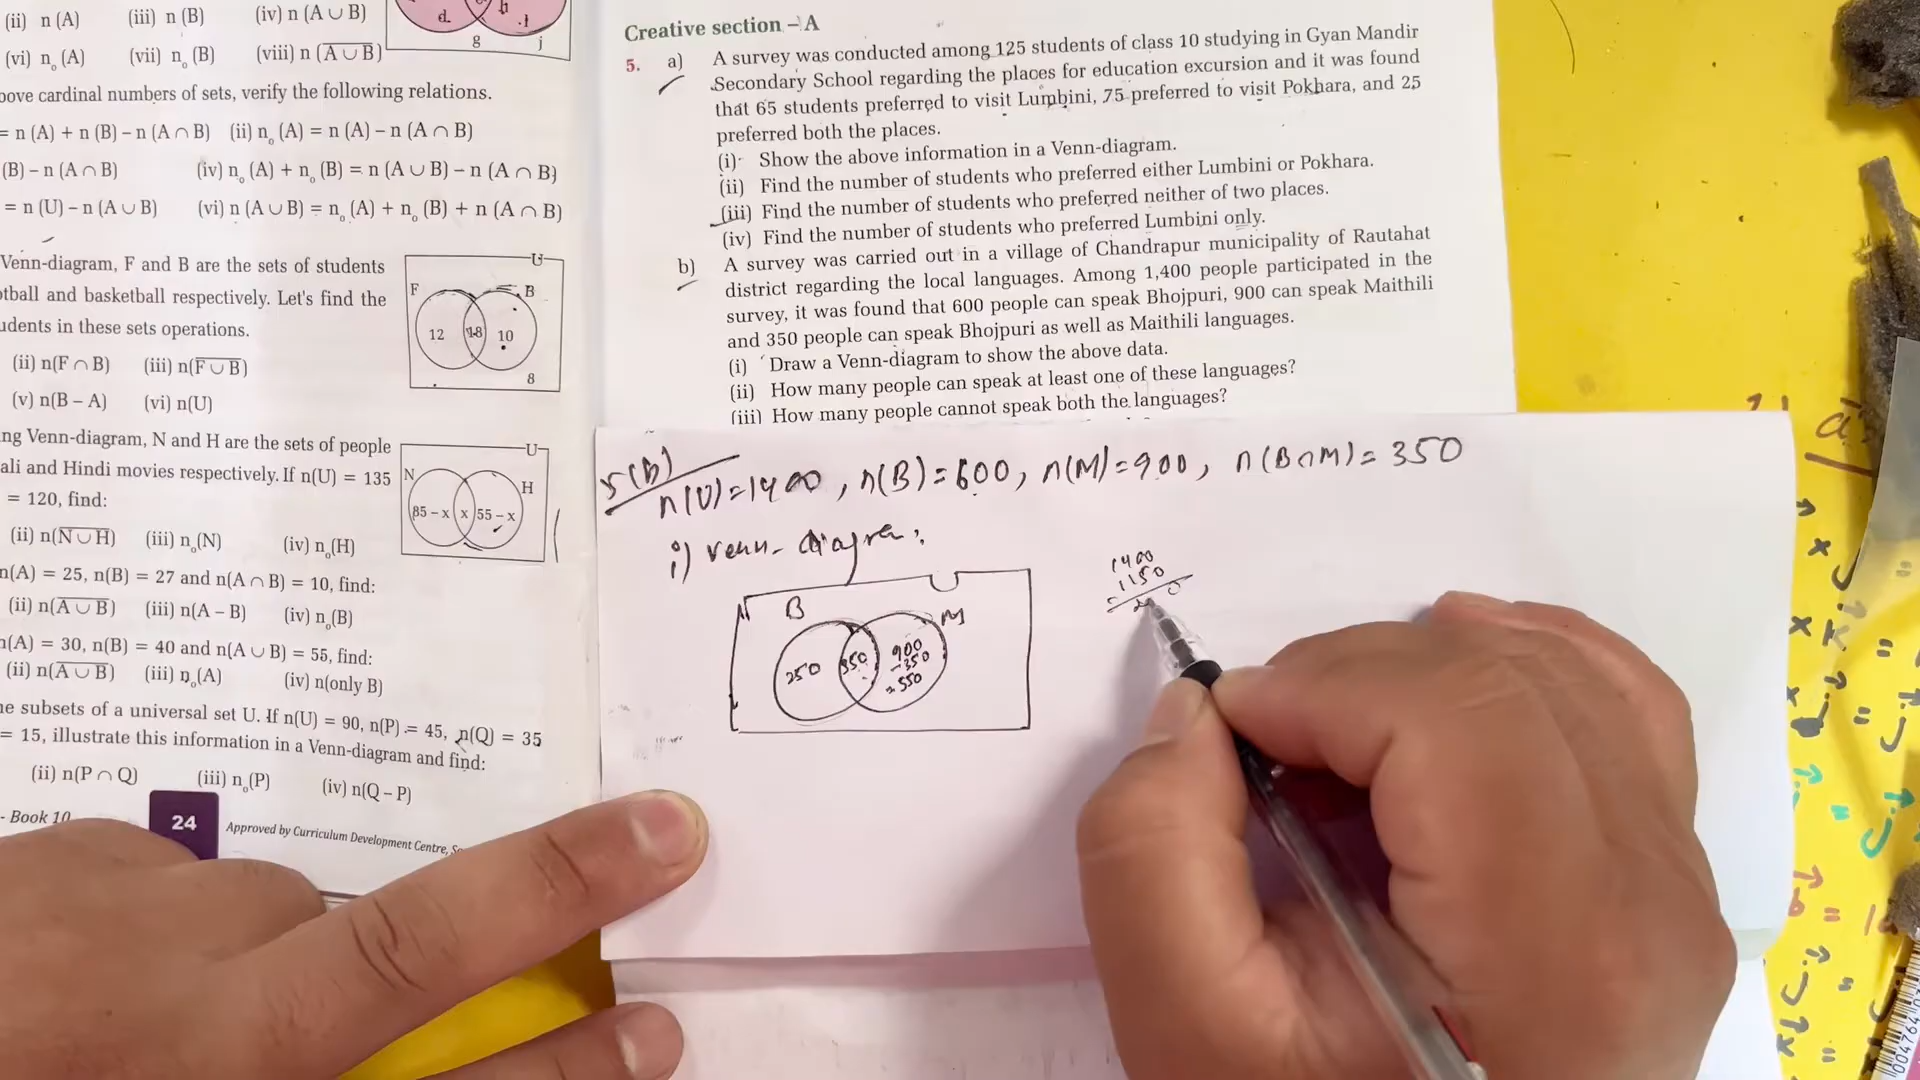 (ii) n (A) (iii) n (B) (iv) n (A ∪ B)
(vi) nₒ (A) (vii) nₒ (B) (viii) n (A̅ ̅∪̅ ̅B̅)
d h f
g j
bove cardinal numbers of sets, verify the following relations.
= n (A) + n (B) – n (A ∩ B) (ii) nₒ (A) = n (A) – n (A ∩ B)
(B) – n (A ∩ B) (iv) nₒ (A) + nₒ (B) = n (A ∪ B) – n (A ∩ B)
= n (U) – n (A ∪ B) (vi) n (A ∪ B) = nₒ (A) + nₒ (B) + n (A ∩ B)
Venn-diagram, F and B are the sets of students
otball and basketball respectively. Let's find the
udents in these sets operations.
(ii) n(F ∩ B) (iii) n(F̅ ̅∪̅ ̅B̅)
(v) n(B – A) (vi) n(U)
U
F B
12 18 10
8
ng Venn-diagram, N and H are the sets of people
ali and Hindi movies respectively. If n(U) = 135
= 120, find:
(ii) n(N̅ ̅∪̅ ̅H̅) (iii) nₒ(N) (iv) nₒ(H)
U
N H
85 – x x 55 – x
n(A) = 25, n(B) = 27 and n(A ∩ B) = 10, find:
(ii) n(A̅ ̅∪̅ ̅B̅) (iii) n(A – B) (iv) nₒ(B)
n(A) = 30, n(B) = 40 and n(A ∪ B) = 55, find:
(ii) n(A̅ ̅∪̅ ̅B̅) (iii) nₒ(A) (iv) n(only B)
he subsets of a universal set U. If n(U) = 90, n(P) = 45, n(Q) = 35
= 15, illustrate this information in a Venn-diagram and find:
(ii) n(P ∩ Q) (iii) nₒ(P) (iv) n(Q – P)
- Book 10 24 Approved by Curriculum Development Centre,
Creative section – A
5. a) A survey was conducted among 125 students of class 10 studying in Gyan Mandir
Secondary School regarding the places for education excursion and it was found
that 65 students preferred to visit Lumbini, 75 preferred to visit Pokhara, and 25
preferred both the places.
(i) Show the above information in a Venn-diagram.
(ii) Find the number of students who preferred either Lumbini or Pokhara.
(iii) Find the number of students who preferred neither of two places.
(iv) Find the number of students who preferred Lumbini only.
b) A survey was carried out in a village of Chandrapur municipality of Rautahat
district regarding the local languages. Among 1,400 people participated in the
survey, it was found that 600 people can speak Bhojpuri, 900 can speak Maithili
and 350 people can speak Bhojpuri as well as Maithili languages.
(i) Draw a Venn-diagram to show the above data.
(ii) How many people can speak at least one of these languages?
(iii) How many people cannot speak both the languages?
5(B)
n(U)=1400, n(B)=600, n(M)=900, n(B∩M)=350
i) venn-diagram:
U
B M
250 350 900
-350
=550
1400
-1150